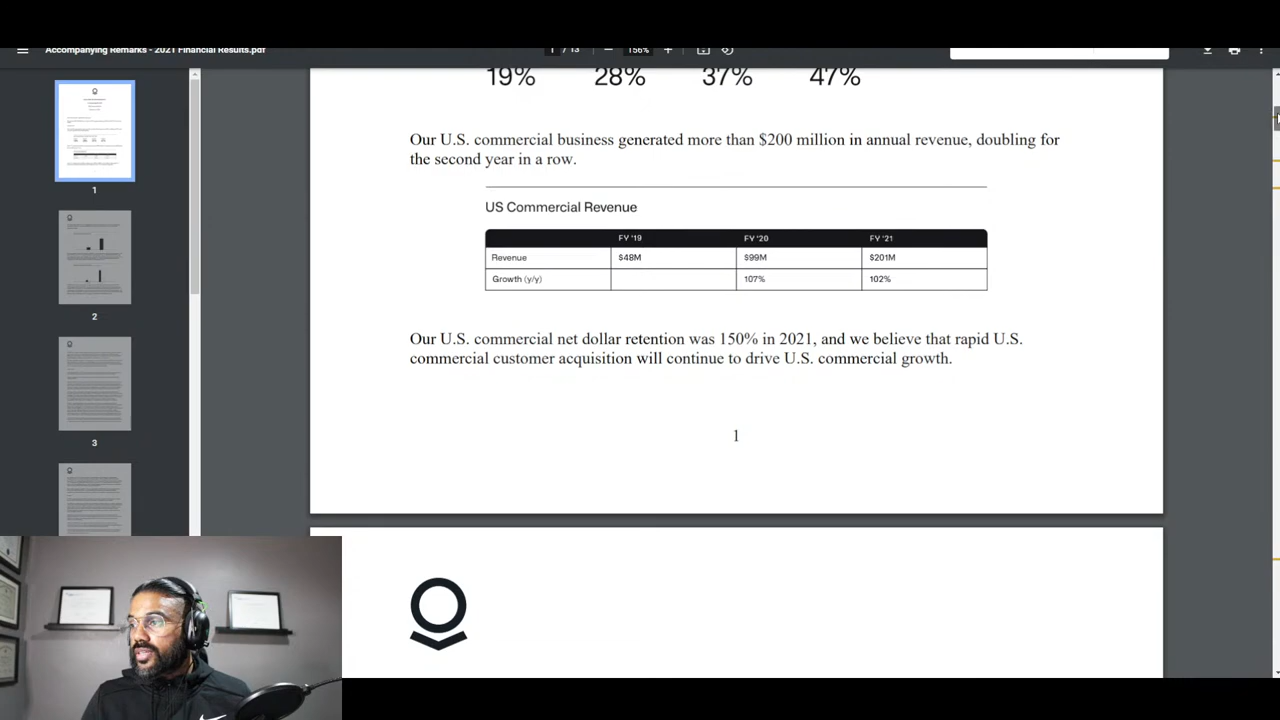 Accompanying Remarks - 2021 Financial Results.pdf
1 / 13
156%
19% 28% 37% 47%
Our U.S. commercial business generated more than $200 million in annual revenue, doubling for
the second year in a row.
US Commercial Revenue
FY '19 FY '20 FY '21
Revenue $48M $99M $201M
Growth (y/y) 107% 102%
Our U.S. commercial net dollar retention was 150% in 2021, and we believe that rapid U.S.
commercial customer acquisition will continue to drive U.S. commercial growth.
1
1
2
3